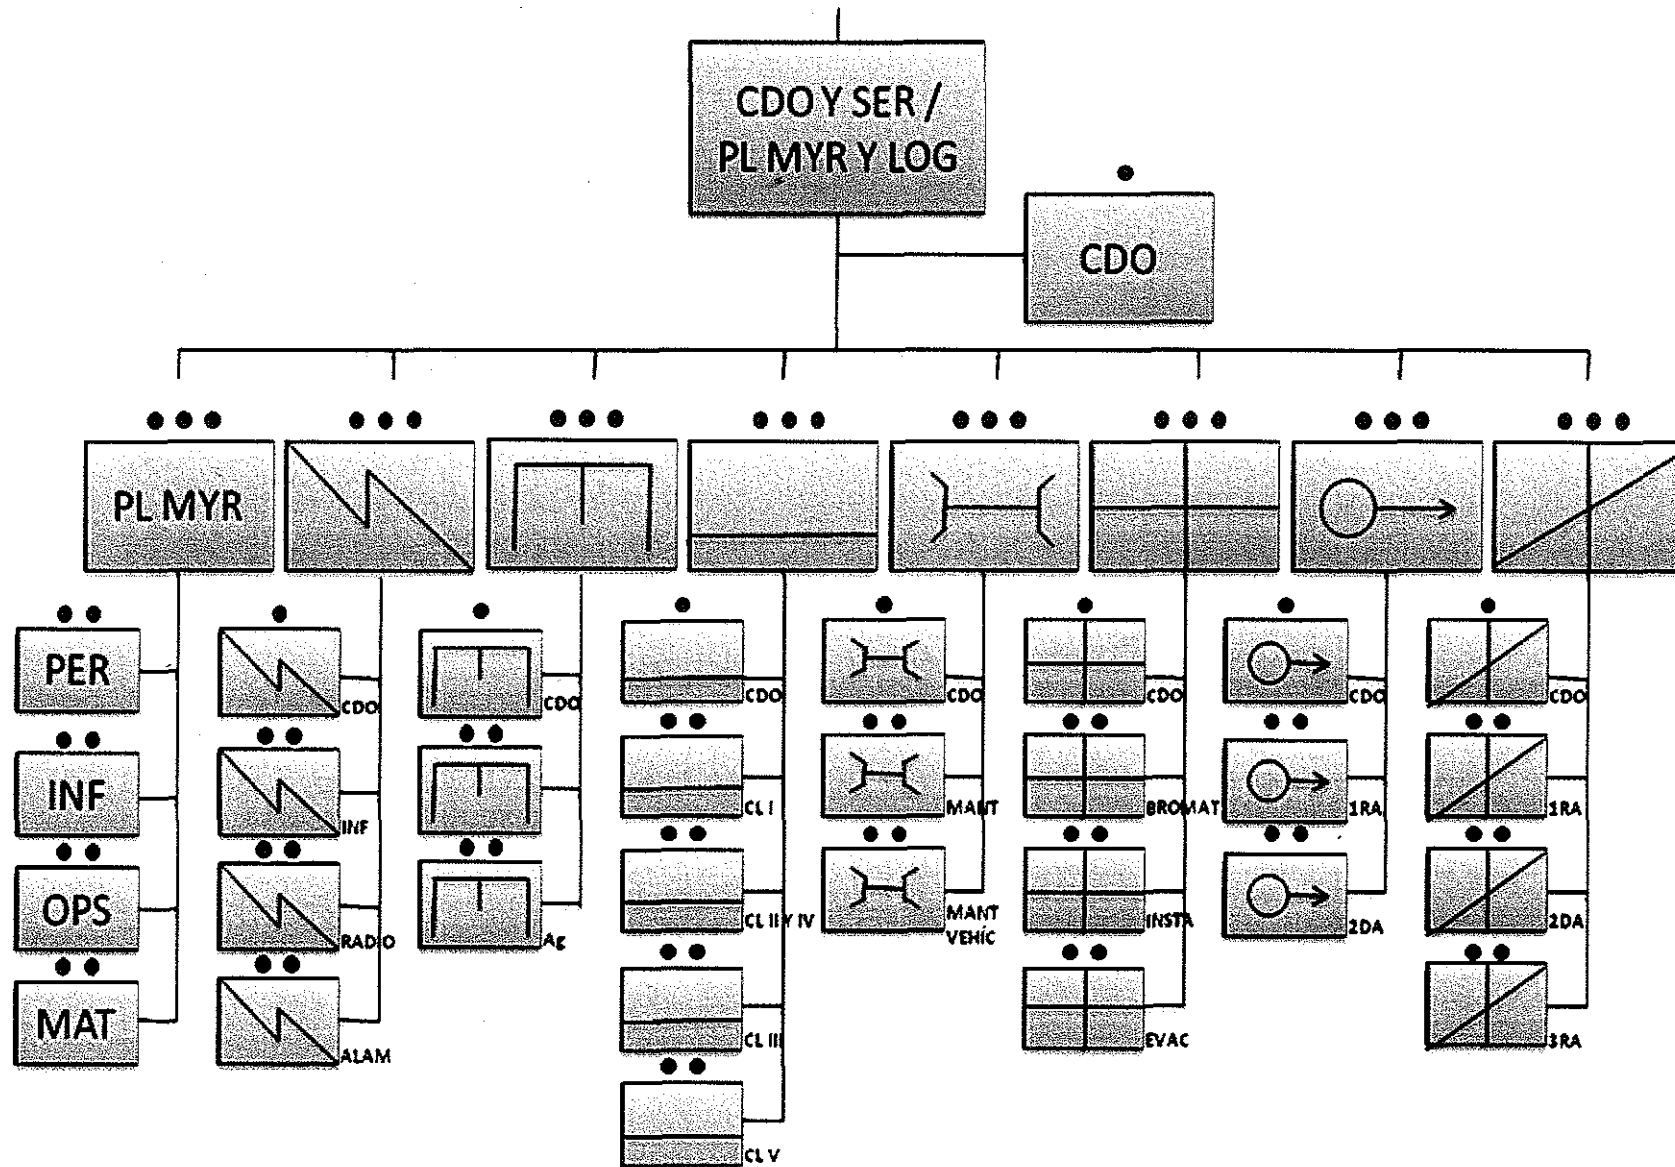 CDO Y SER /
PL MYR Y LOG
CDO
PL MYR
PER
INF
OPS
MAT
CDO
INF
RADIO
ALAM
CDO
Ag
CDO
CL I
CL II Y IV
CL III
CL V
CDO
MANT
MANT
VEHÍC
CDO
BROMAT
INSTA
EVAC
CDO
1RA
2DA
CDO
1RA
2DA
3RA